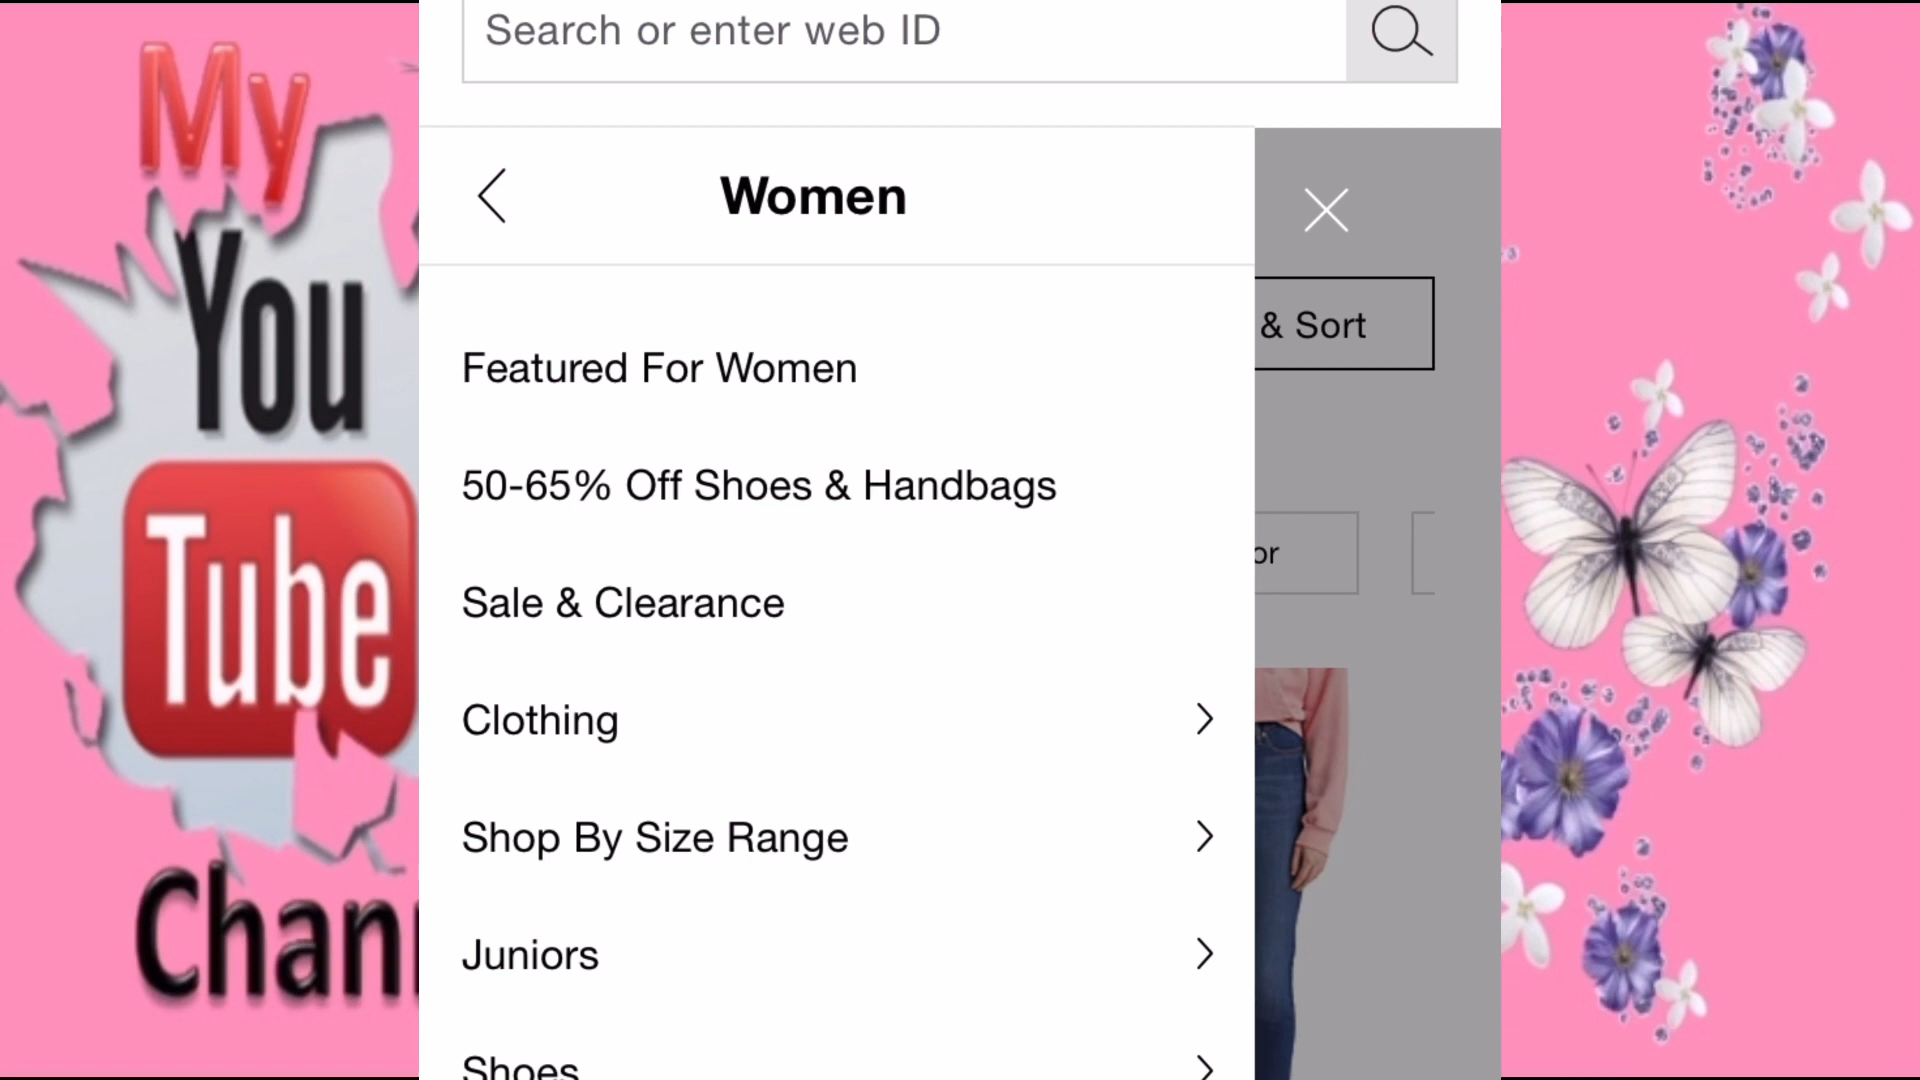 My
You
Tube
Chan
Search or enter web ID
Women
Featured For Women
50-65% Off Shoes & Handbags
Sale & Clearance
Clothing
Shop By Size Range
Juniors
Shoes
& Sort
or